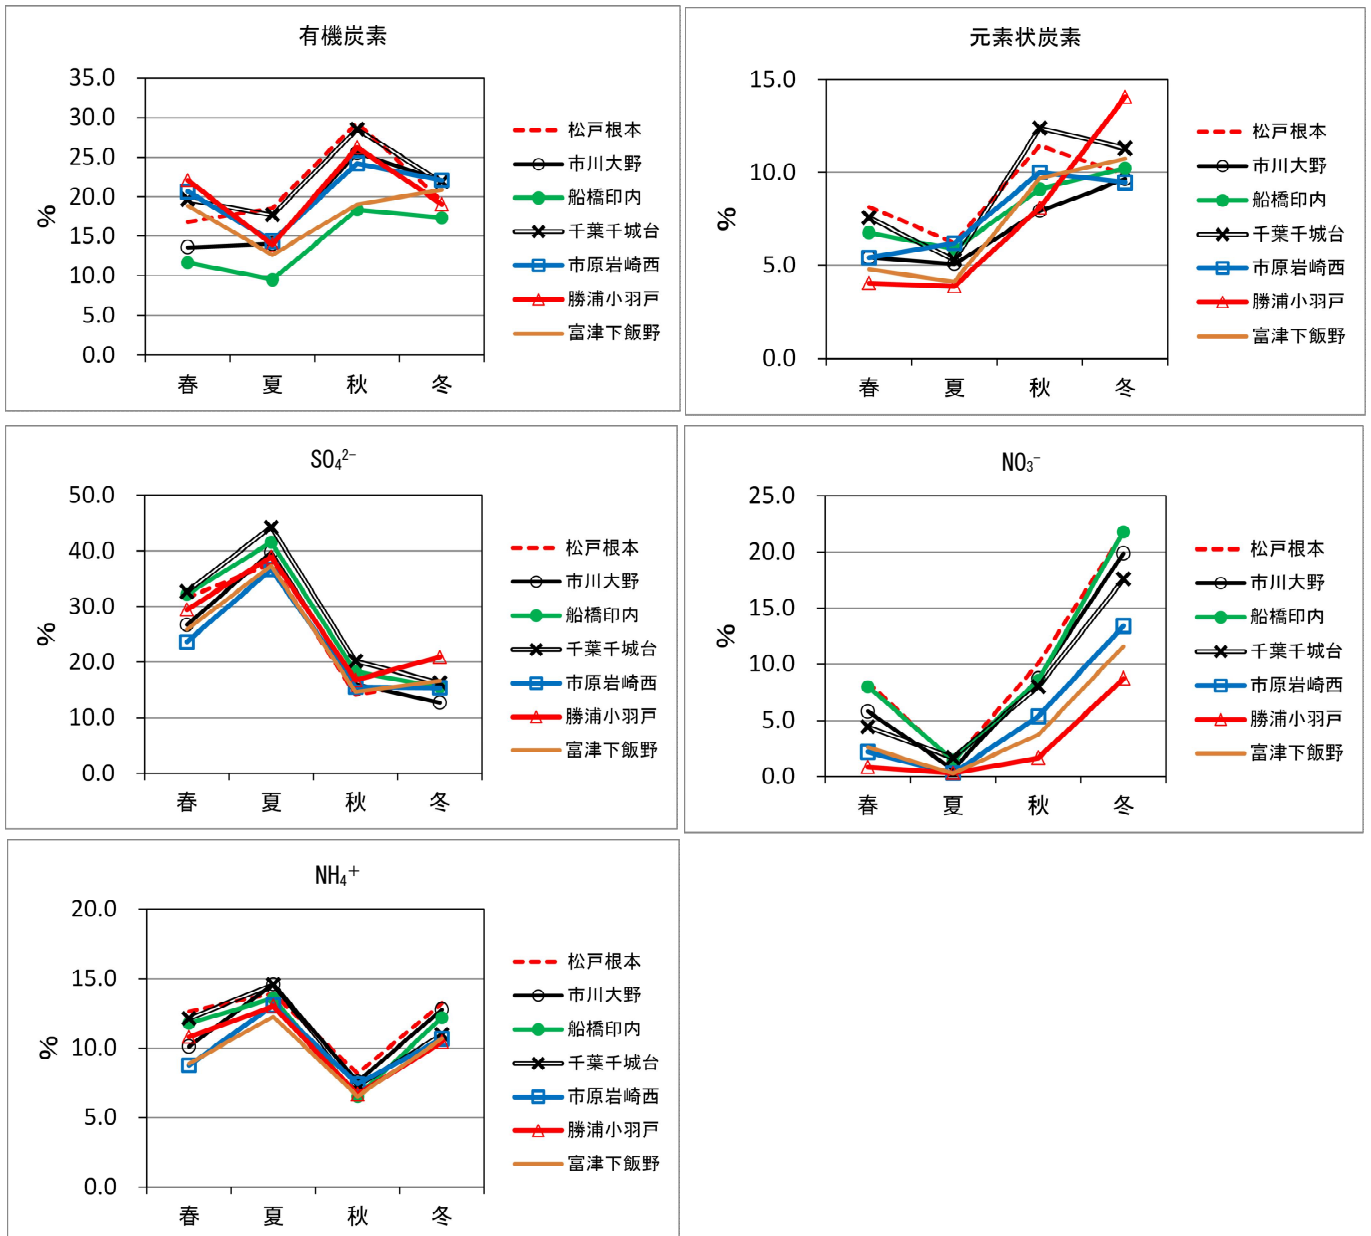 有機炭素
35.0
30.0
25.0
20.0
15.0
10.0
5.0
0.0
%
春 夏 秋 冬
松戸根本
市川大野
船橋印内
千葉千城台
市原岩崎西
勝浦小羽戸
富津下飯野
元素状炭素
15.0
10.0
5.0
0.0
%
春 夏 秋 冬
松戸根本
市川大野
船橋印内
千葉千城台
市原岩崎西
勝浦小羽戸
富津下飯野
SO₄²⁻
50.0
40.0
30.0
20.0
10.0
0.0
%
春 夏 秋 冬
松戸根本
市川大野
船橋印内
千葉千城台
市原岩崎西
勝浦小羽戸
富津下飯野
NO₃⁻
25.0
20.0
15.0
10.0
5.0
0.0
%
春 夏 秋 冬
松戸根本
市川大野
船橋印内
千葉千城台
市原岩崎西
勝浦小羽戸
富津下飯野
NH₄⁺
20.0
15.0
10.0
5.0
0.0
%
春 夏 秋 冬
松戸根本
市川大野
船橋印内
千葉千城台
市原岩崎西
勝浦小羽戸
富津下飯野